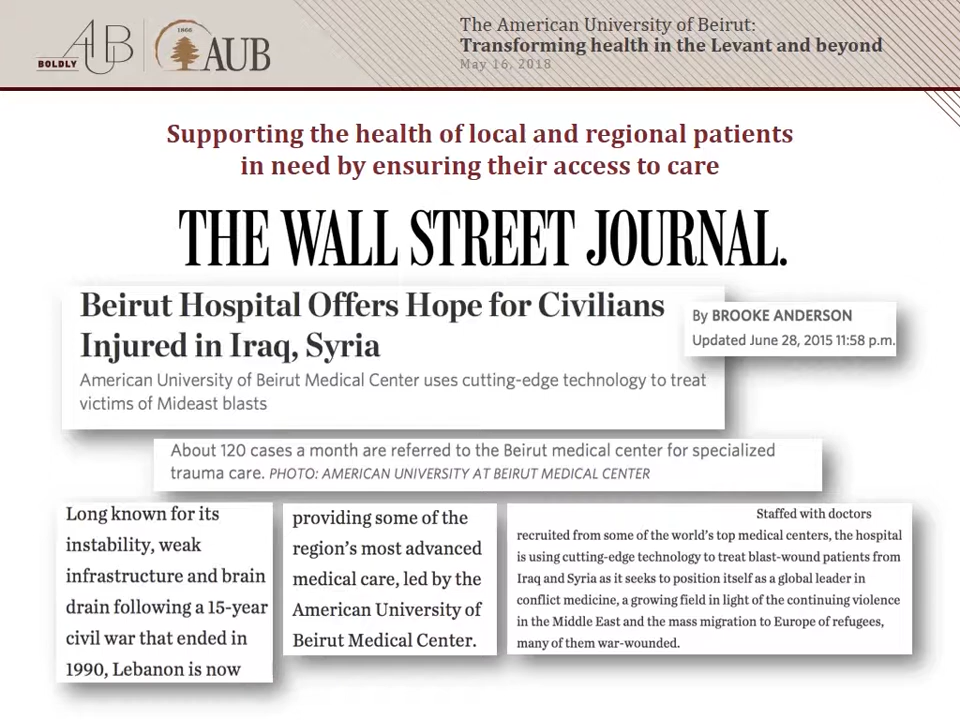 AUB
BOLDLY
1866
AUB
The American University of Beirut:
Transforming health in the Levant and beyond
May 16, 2018
Supporting the health of local and regional patients
in need by ensuring their access to care
THE WALL STREET JOURNAL.
Beirut Hospital Offers Hope for Civilians
Injured in Iraq, Syria
American University of Beirut Medical Center uses cutting-edge technology to treat
victims of Mideast blasts
By BROOKE ANDERSON
Updated June 28, 2015 11:58 p.m.
About 120 cases a month are referred to the Beirut medical center for specialized
trauma care. PHOTO: AMERICAN UNIVERSITY AT BEIRUT MEDICAL CENTER
Long known for its
instability, weak
infrastructure and brain
drain following a 15-year
civil war that ended in
1990, Lebanon is now
providing some of the
region's most advanced
medical care, led by the
American University of
Beirut Medical Center.
Staffed with doctors
recruited from some of the world's top medical centers, the hospital
is using cutting-edge technology to treat blast-wound patients from
Iraq and Syria as it seeks to position itself as a global leader in
conflict medicine, a growing field in light of the continuing violence
in the Middle East and the mass migration to Europe of refugees,
many of them war-wounded.